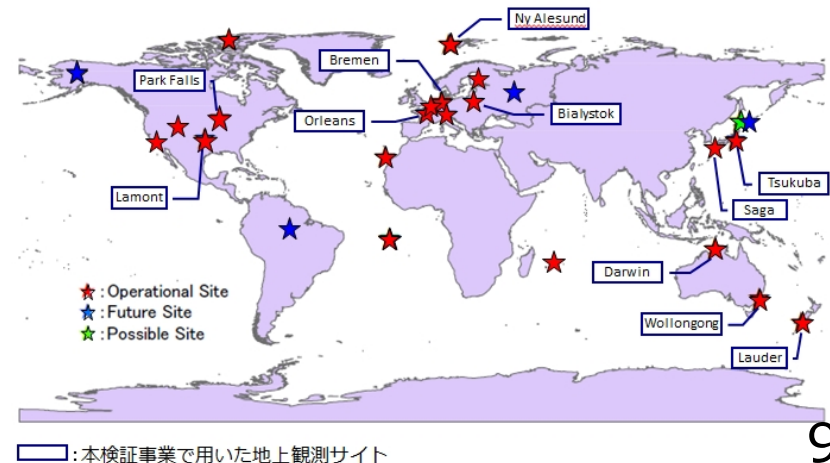 Ny Alesund
Bremen
Park Falls
Orleans
Bialystok
Lamont
Tsukuba
Saga
Darwin
Wollongong
Lauder
:Operational Site
:Future Site
:Possible Site
:本検証事業で用いた地上観測サイト
9